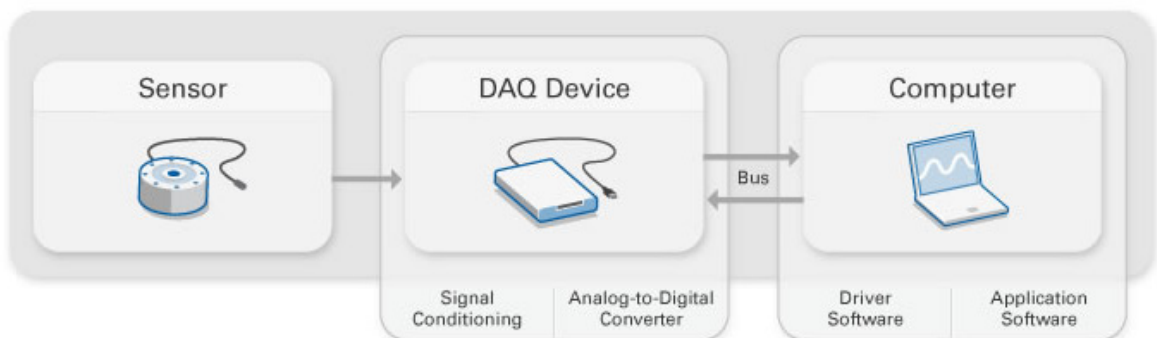 Sensor
DAQ Device
Computer
Bus
Signal
Conditioning
Analog-to-Digital
Converter
Driver
Software
Application
Software